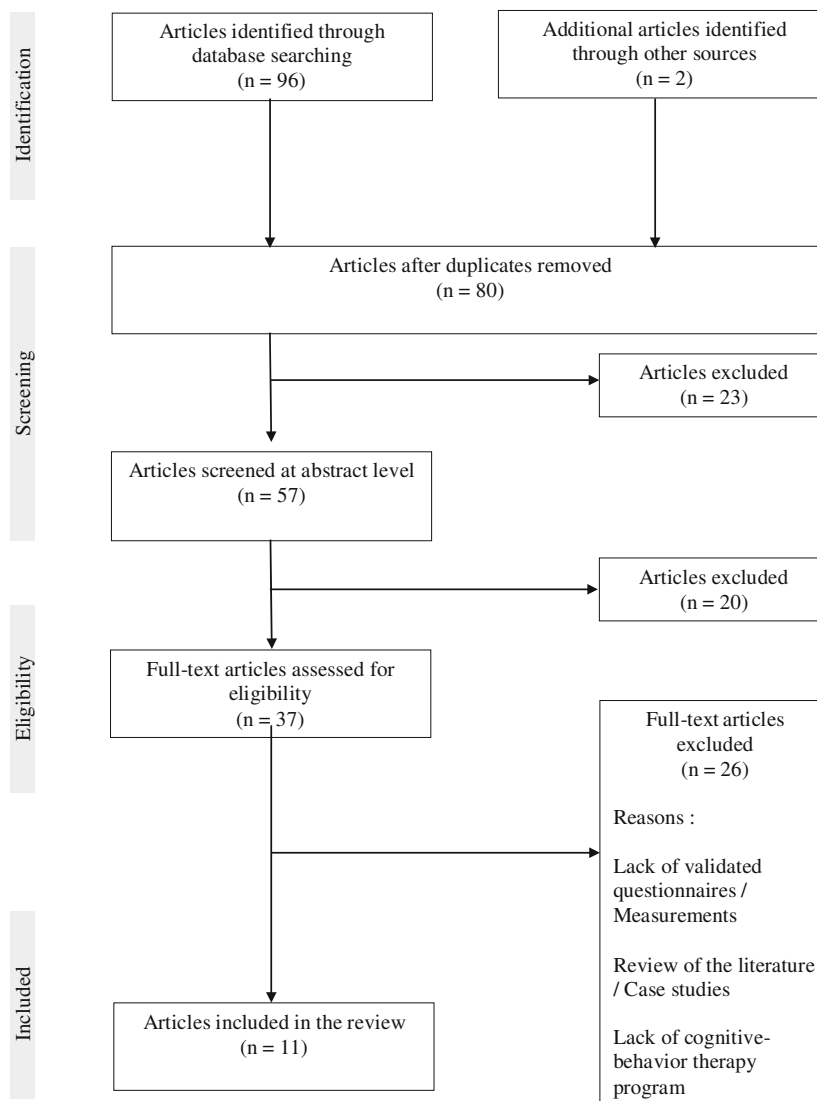 Identification
Articles identified through
database searching
(n = 96)
Additional articles identified
through other sources
(n = 2)
Screening
Articles after duplicates removed
(n = 80)
Articles excluded
(n = 23)
Articles screened at abstract level
(n = 57)
Articles excluded
(n = 20)
Eligibility
Full-text articles assessed for
eligibility
(n = 37)
Full-text articles
excluded
(n = 26)
Reasons :
Lack of validated
questionnaires /
Measurements
Review of the literature
/ Case studies
Lack of cognitive-
behavior therapy
program
Included
Articles included in the review
(n = 11)